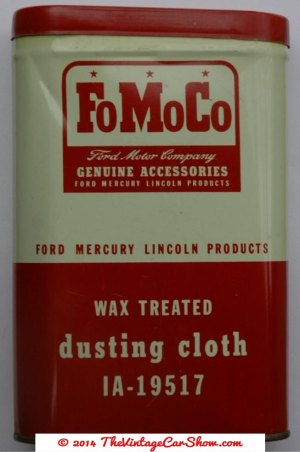 FoMoCo
Ford Motor Company
GENUINE ACCESSORIES
FORD MERCURY LINCOLN PRODUCTS
FORD MERCURY LINCOLN PRODUCTS
WAX TREATED
dusting cloth
IA-19517
© 2014 TheVintageCarShow.com